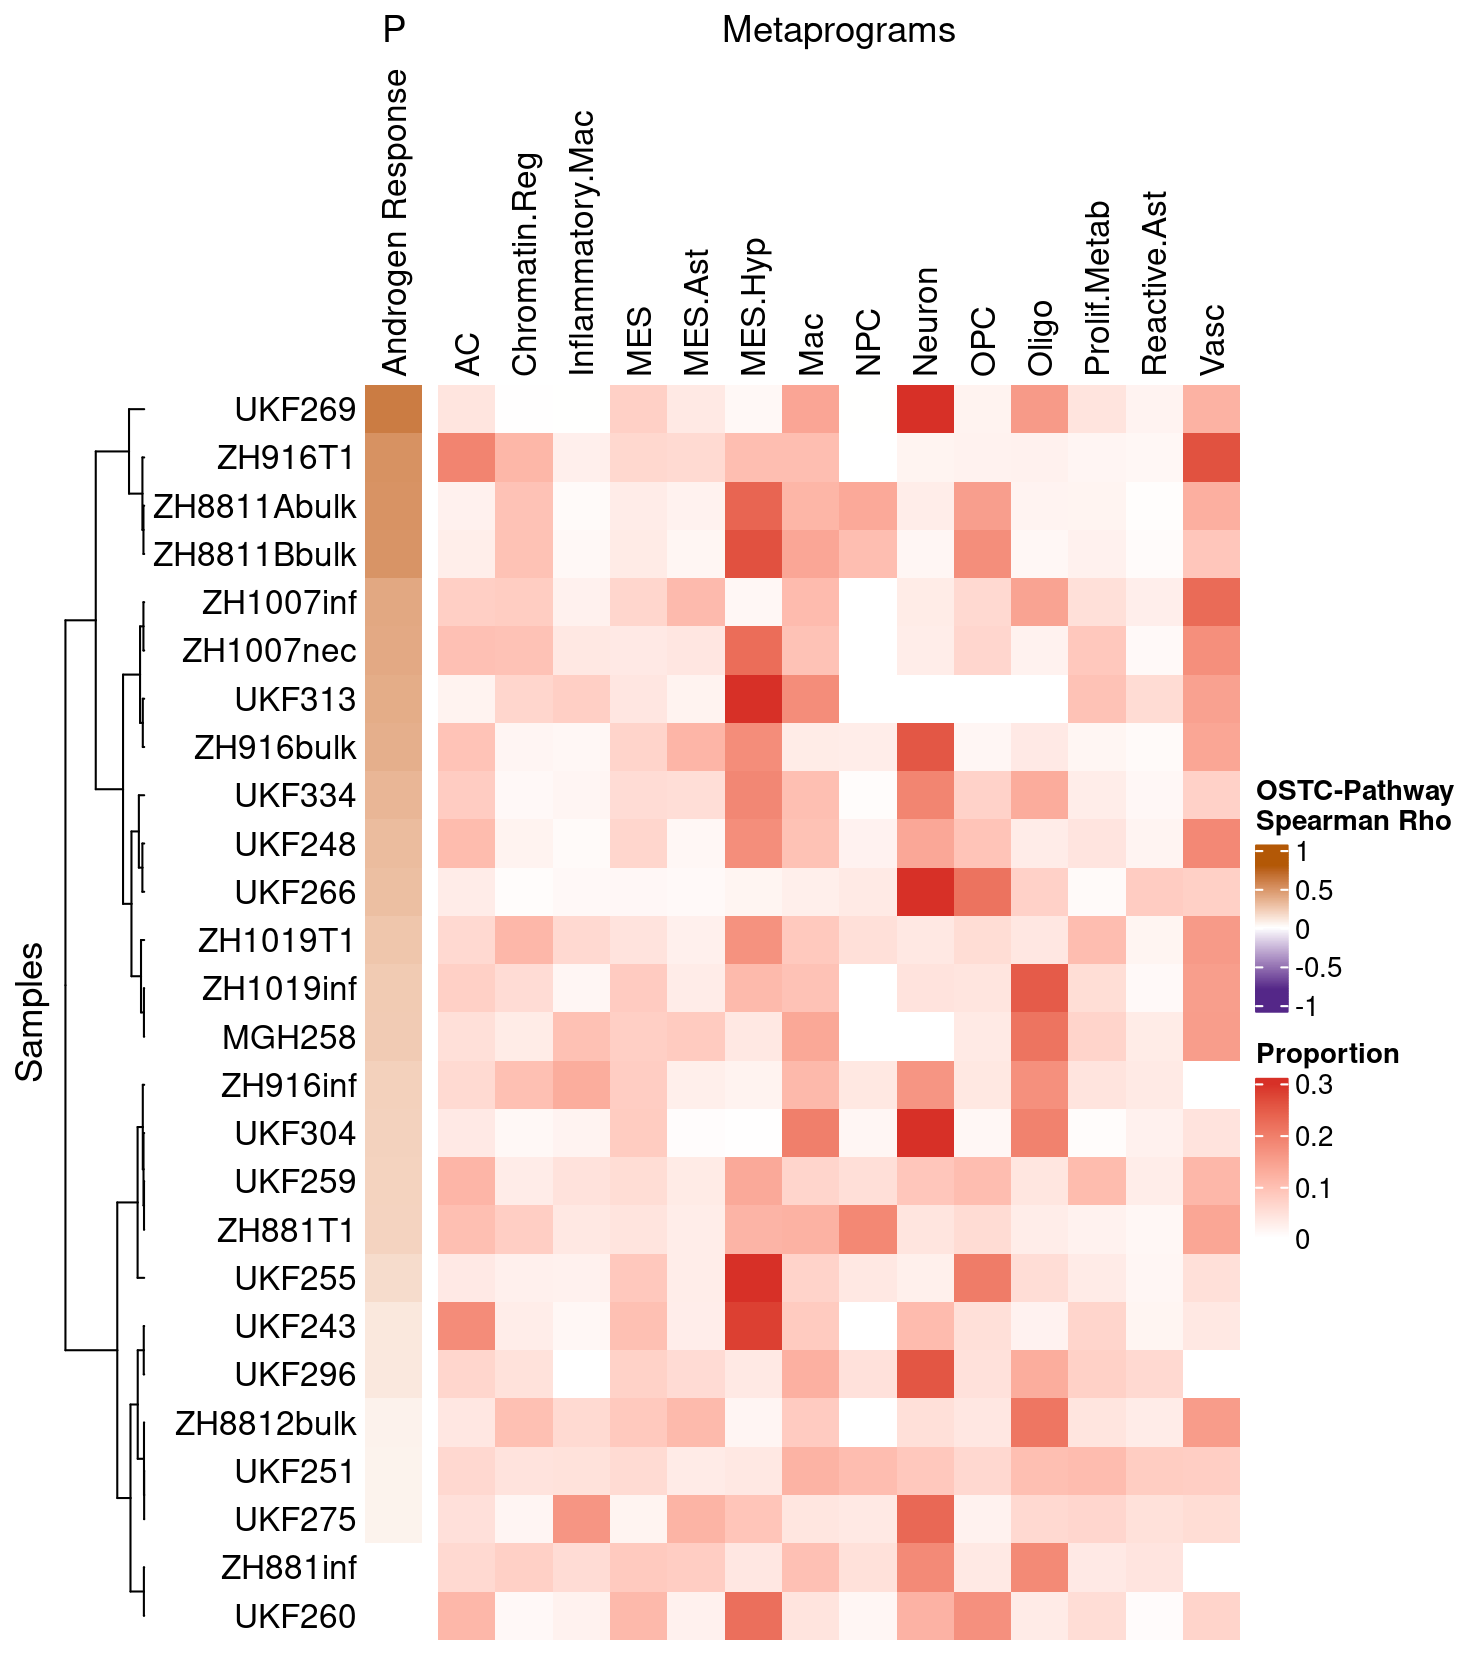 P
Metaprograms
Androgen Response
AC
Chromatin.Reg
Inflammatory.Mac
MES
MES.Ast
MES.Hyp
Mac
NPC
Neuron
OPC
Oligo
Prolif.Metab
Reactive.Ast
Vasc
Samples
UKF269
ZH916T1
ZH8811Abulk
ZH8811Bbulk
ZH1007inf
ZH1007nec
UKF313
ZH916bulk
UKF334
UKF248
UKF266
ZH1019T1
ZH1019inf
MGH258
ZH916inf
UKF304
UKF259
ZH881T1
UKF255
UKF243
UKF296
ZH8812bulk
UKF251
UKF275
ZH881inf
UKF260
OSTC-Pathway
Spearman Rho
1
0.5
0
-0.5
-1
Proportion
0.3
0.2
0.1
0